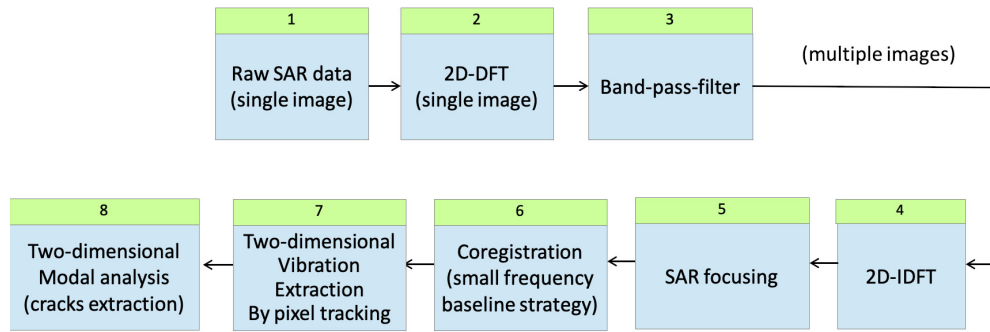 1
Raw SAR data
(single image)
2
2D-DFT
(single image)
3
Band-pass-filter
(multiple images)
8
Two-dimensional
Modal analysis
(cracks extraction)
7
Two-dimensional
Vibration
Extraction
By pixel tracking
6
Coregistration
(small frequency
baseline strategy)
5
SAR focusing
4
2D-IDFT